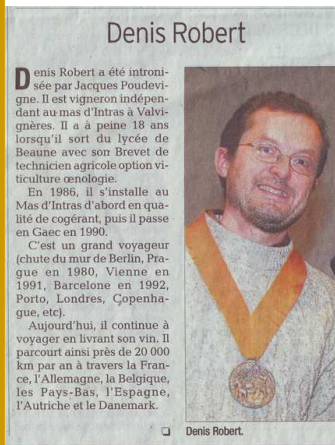 Denis Robert
Denis Robert a été introni-
sée par Jacques Poudevi-
gne. Il est vigneron indépen-
dant au mas d'Intras à Valvi-
gnères. Il a à peine 18 ans
lorsqu'il sort du lycée de
Beaune avec son Brevet de
technicien agricole option vi-
ticulture œnologie.
En 1986, il s'installe au
Mas d'Intras d'abord en qua-
lité de cogérant, puis il passe
en Gaec en 1990.
C'est un grand voyageur
(chute du mur de Berlin, Pra-
gue en 1980, Vienne en
1991, Barcelone en 1992,
Porto, Londres, Çopenha-
gue, etc).
Aujourd'hui, il continue à
voyager en livrant son vin. Il
parcourt ainsi près de 20 000
km par an à travers la Fran-
ce, l'Allemagne, la Belgique,
les Pays-Bas, l'Espagne,
l'Autriche et le Danemark.
Denis Robert.